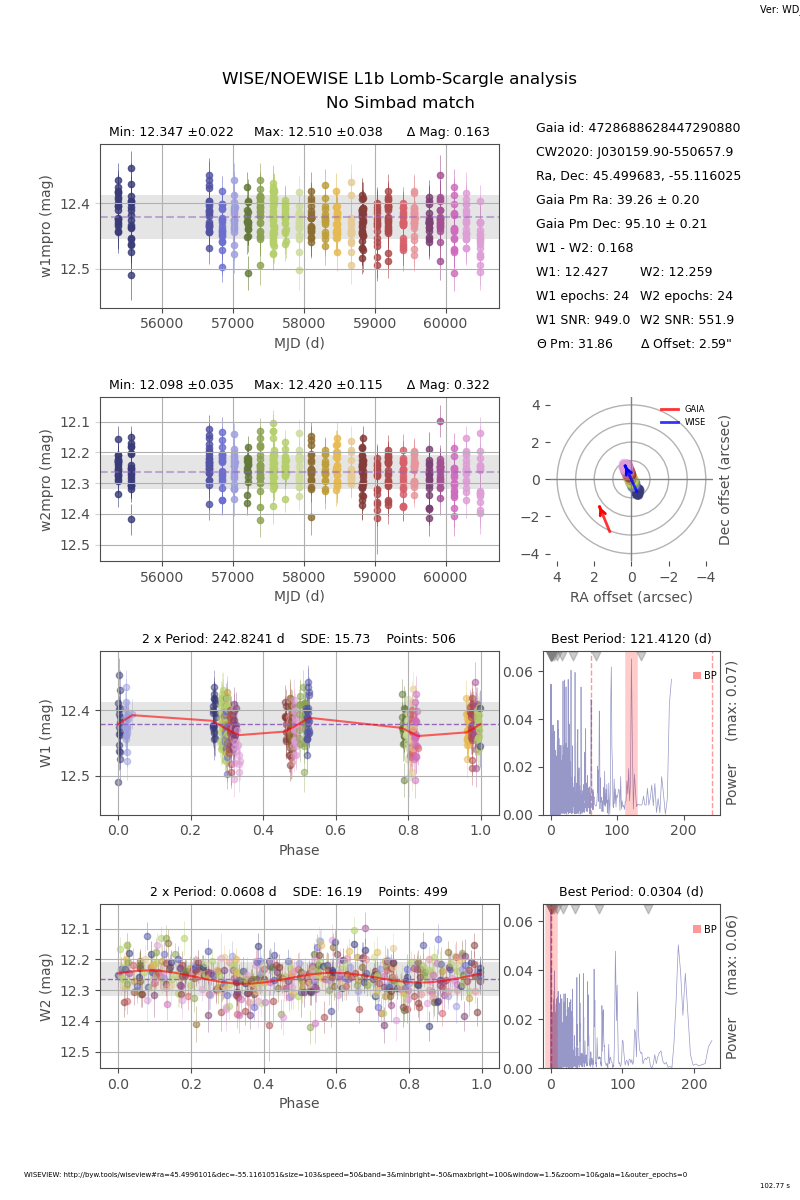 Ver: WD
WISE/NOEWISE L1b Lomb-Scargle analysis
No Simbad match
Min: 12.347 ±0.022 Max: 12.510 ±0.038 Δ Mag: 0.163
12.4
12.5
w1mpro (mag)
56000 57000 58000 59000 60000
MJD (d)
Gaia id: 4728688628447290880
CW2020: J030159.90-550657.9
Ra, Dec: 45.499683, -55.116025
Gaia Pm Ra: 39.26 ± 0.20
Gaia Pm Dec: 95.10 ± 0.21
W1 - W2: 0.168
W1: 12.427 W2: 12.259
W1 epochs: 24 W2 epochs: 24
W1 SNR: 949.0 W2 SNR: 551.9
Θ Pm: 31.86 Δ Offset: 2.59"
Min: 12.098 ±0.035 Max: 12.420 ±0.115 Δ Mag: 0.322
12.1
12.2
12.3
12.4
12.5
w2mpro (mag)
56000 57000 58000 59000 60000
MJD (d)
GAIA
WISE
4
2
0
−2
−4
4 2 0 −2 −4
RA offset (arcsec)
Dec offset (arcsec)
2 x Period: 242.8241 d SDE: 15.73 Points: 506
12.4
12.5
W1 (mag)
0.0 0.2 0.4 0.6 0.8 1.0
Phase
Best Period: 121.4120 (d)
BP
0.06
0.04
0.02
0.00
0 100 200
Power (max: 0.07)
2 x Period: 0.0608 d SDE: 16.19 Points: 499
12.1
12.2
12.3
12.4
12.5
W2 (mag)
0.0 0.2 0.4 0.6 0.8 1.0
Phase
Best Period: 0.0304 (d)
BP
0.06
0.04
0.02
0.00
0 100 200
Power (max: 0.06)
WISEVIEW: http://byw.tools/wiseview#ra=45.4996101&dec=-55.1161051&size=103&speed=50&band=3&minbright=-50&maxbright=100&window=1.5&zoom=10&gaia=1&outer_epochs=0
102.77 s